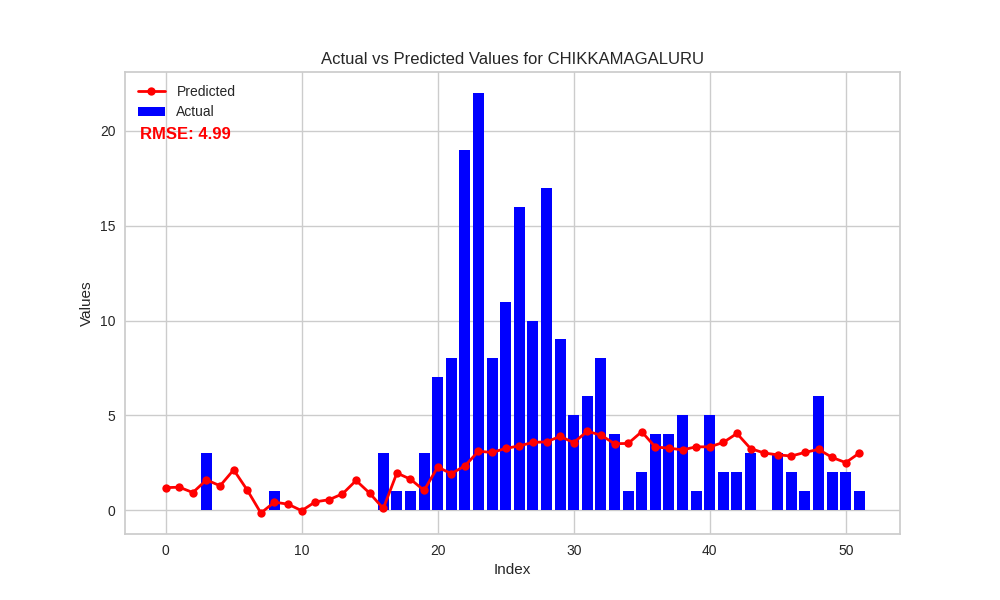 Actual vs Predicted Values for CHIKKAMAGALURU
Predicted
Actual
RMSE: 4.99
Values
20
15
10
5
0
0 10 20 30 40 50
Index